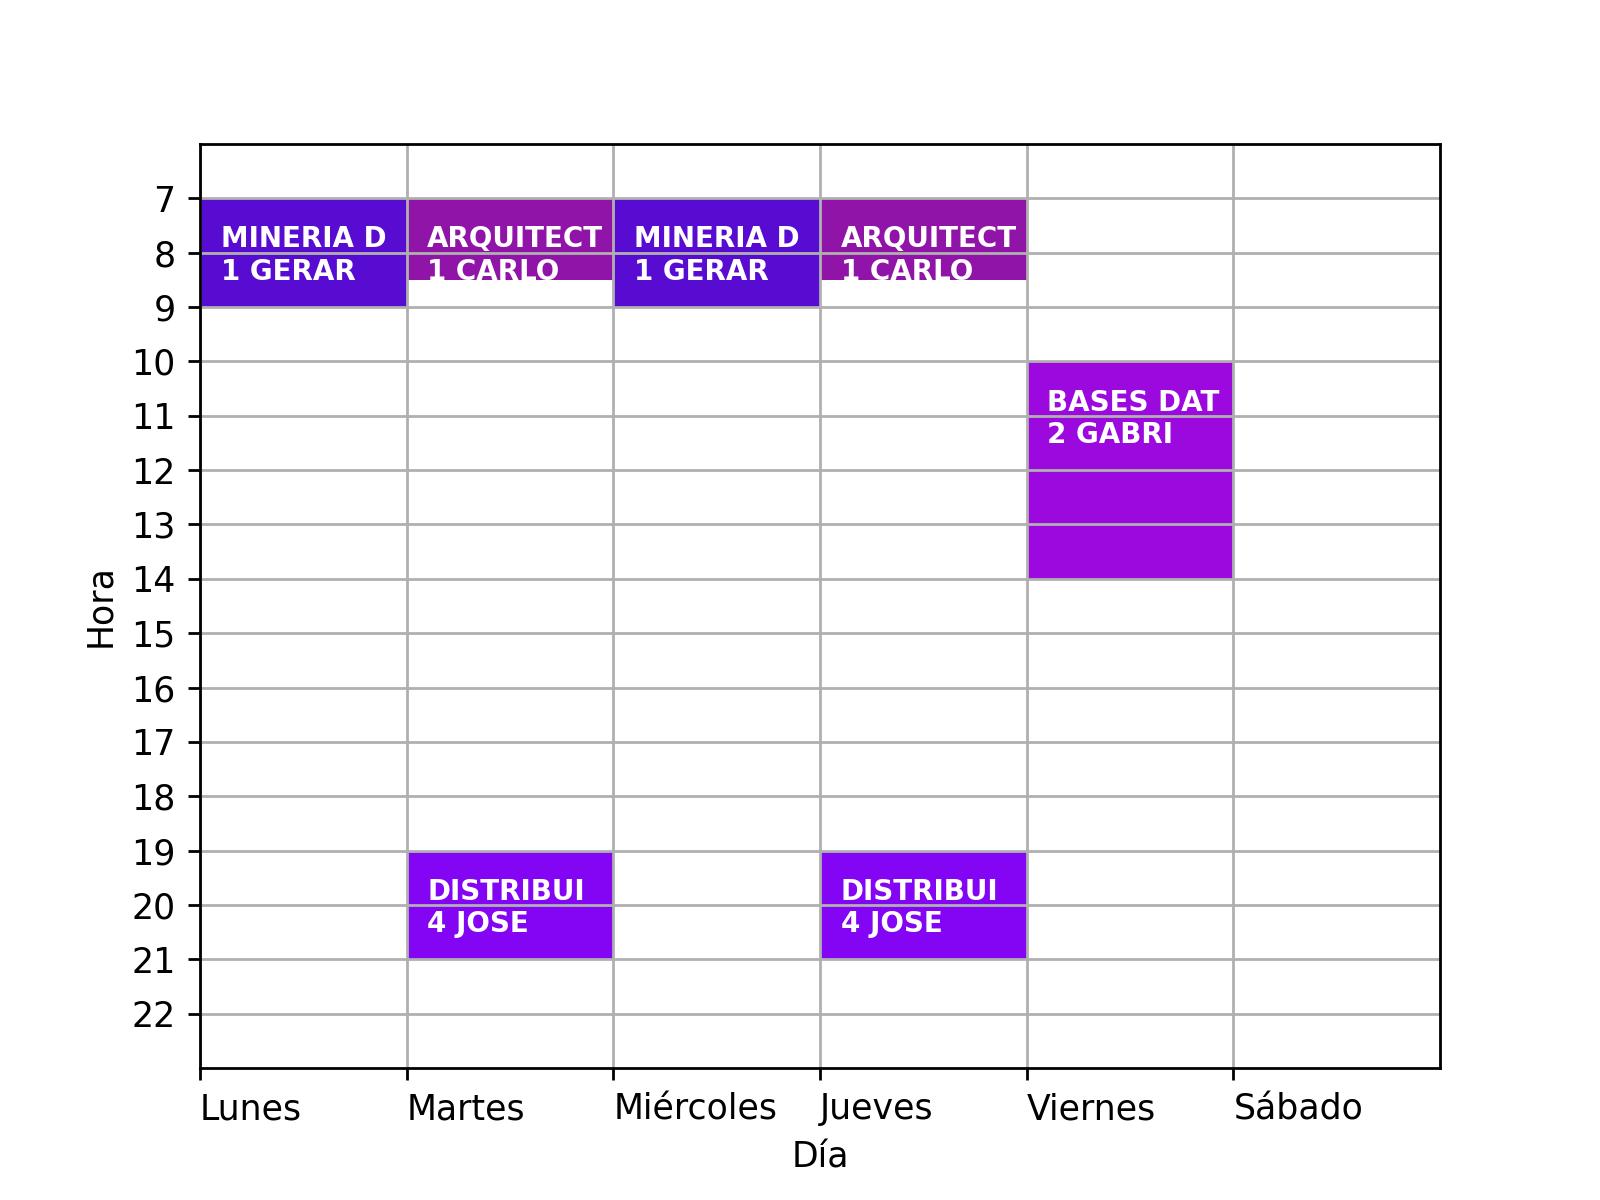 7
MINERIA D
1 GERAR
ARQUITECT
1 CARLO
MINERIA D
1 GERAR
ARQUITECT
1 CARLO
8
9
10
BASES DAT
2 GABRI
11
12
13
14
Hora
15
16
17
18
19
DISTRIBUI
4 JOSE
DISTRIBUI
4 JOSE
20
21
22
Lunes
Martes
Miércoles
Jueves
Viernes
Sábado
Día